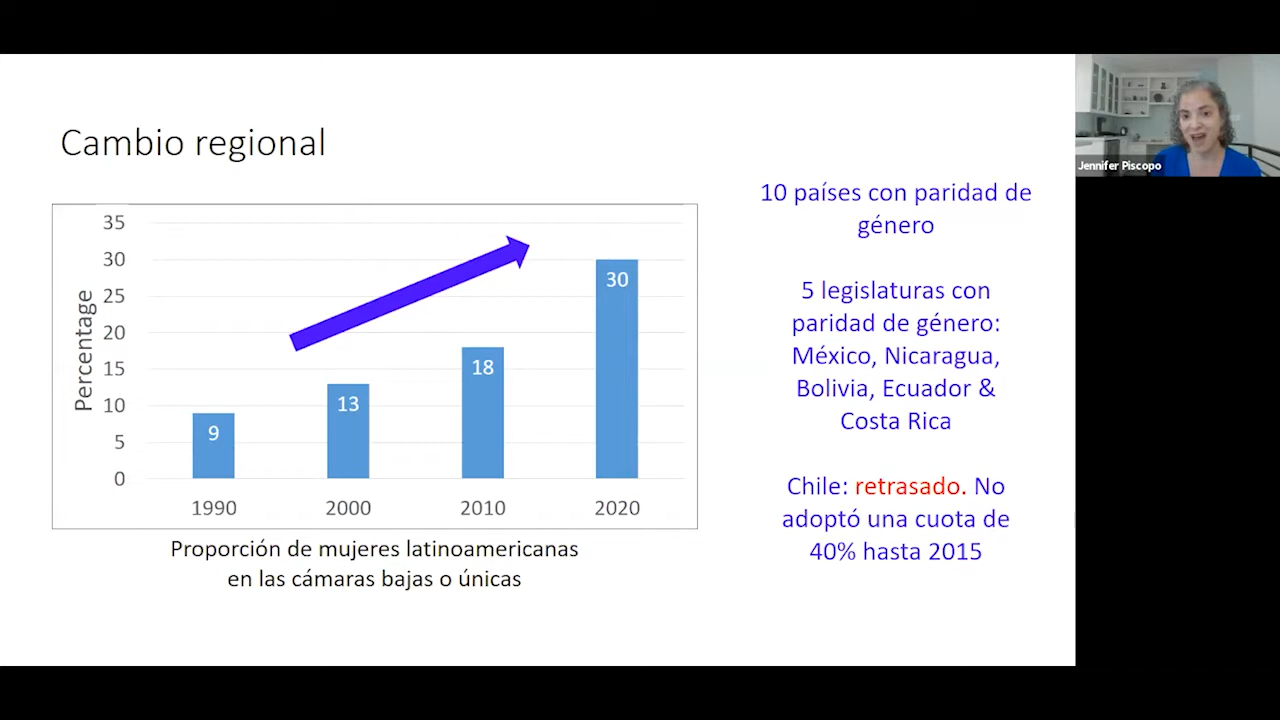 Cambio regional
35
30
25
20
15
10
5
0
Percentage
9
13
18
30
1990
2000
2010
2020
Proporción de mujeres latinoamericanas
en las cámaras bajas o únicas
10 países con paridad de
género
5 legislaturas con
paridad de género:
México, Nicaragua,
Bolivia, Ecuador &
Costa Rica
Chile: retrasado. No
adoptó una cuota de
40% hasta 2015
Jennifer Piscopo